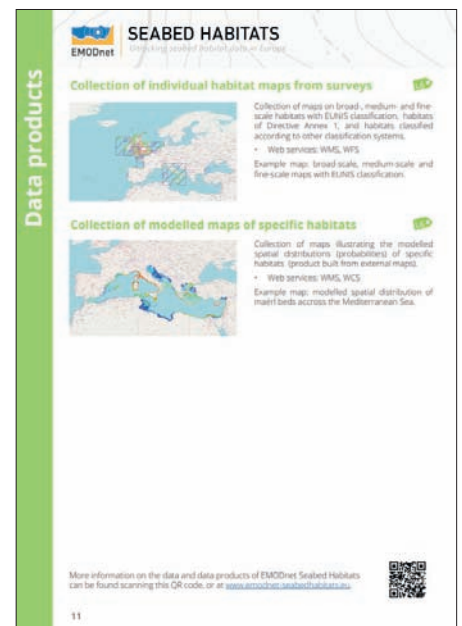 Data products
EMODnet
SEABED HABITATS
Unlocking seabed habitat data in Europe
Collection of individual habitat maps from surveys
Collection of maps on broad-, medium- and fine-
scale habitats with EUNIS classification, habitats
of Directive Annex 1, and habitats classified
according to other classification systems.
• Web services: WMS, WFS
Example map: broad-scale, medium-scale and
fine-scale maps with EUNIS classification.
Collection of modelled maps of specific habitats
Collection of maps illustrating the modelled
spatial distributions (probabilities) of specific
habitats (product built from external maps).
• Web services: WMS, WCS
Example map: modelled spatial distribution of
maërl beds accross the Mediterranean Sea.
More information on the data and data products of EMODnet Seabed Habitats
can be found scanning this QR code, or at www.emodnet-seabedhabitats.eu.
11